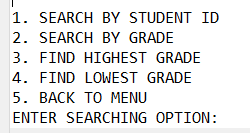 1. SEARCH BY STUDENT ID
2. SEARCH BY GRADE
3. FIND HIGHEST GRADE
4. FIND LOWEST GRADE
5. BACK TO MENU
ENTER SEARCHING OPTION: